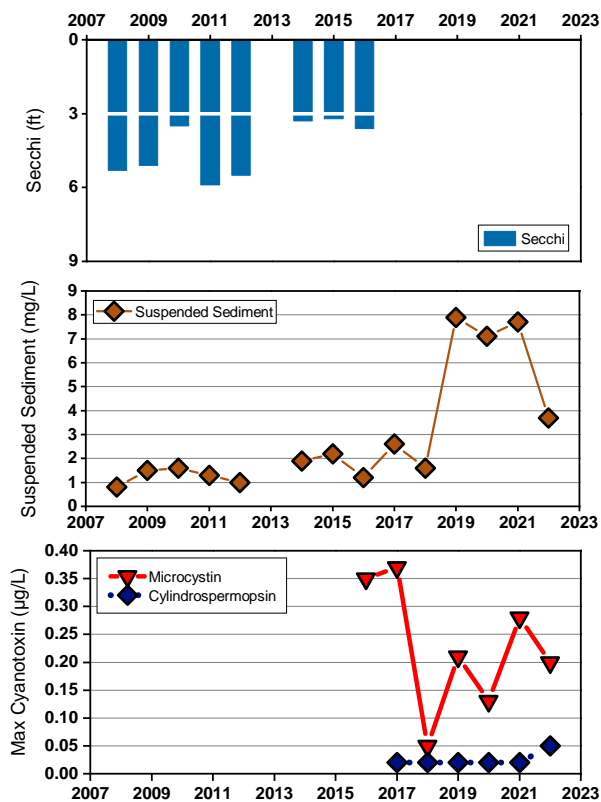 2007 2009 2011 2013 2015 2017 2019 2021 2023
0
3
6
9
Secchi (ft)
Secchi
9
8
7
6
5
4
3
2
1
0
Suspended Sediment (mg/L)
Suspended Sediment
2007 2009 2011 2013 2015 2017 2019 2021 2023
0.40
0.35
0.30
0.25
0.20
0.15
0.10
0.05
0.00
Max Cyanotoxin (µg/L)
Microcystin
Cylindrospermopsin
2007 2009 2011 2013 2015 2017 2019 2021 2023